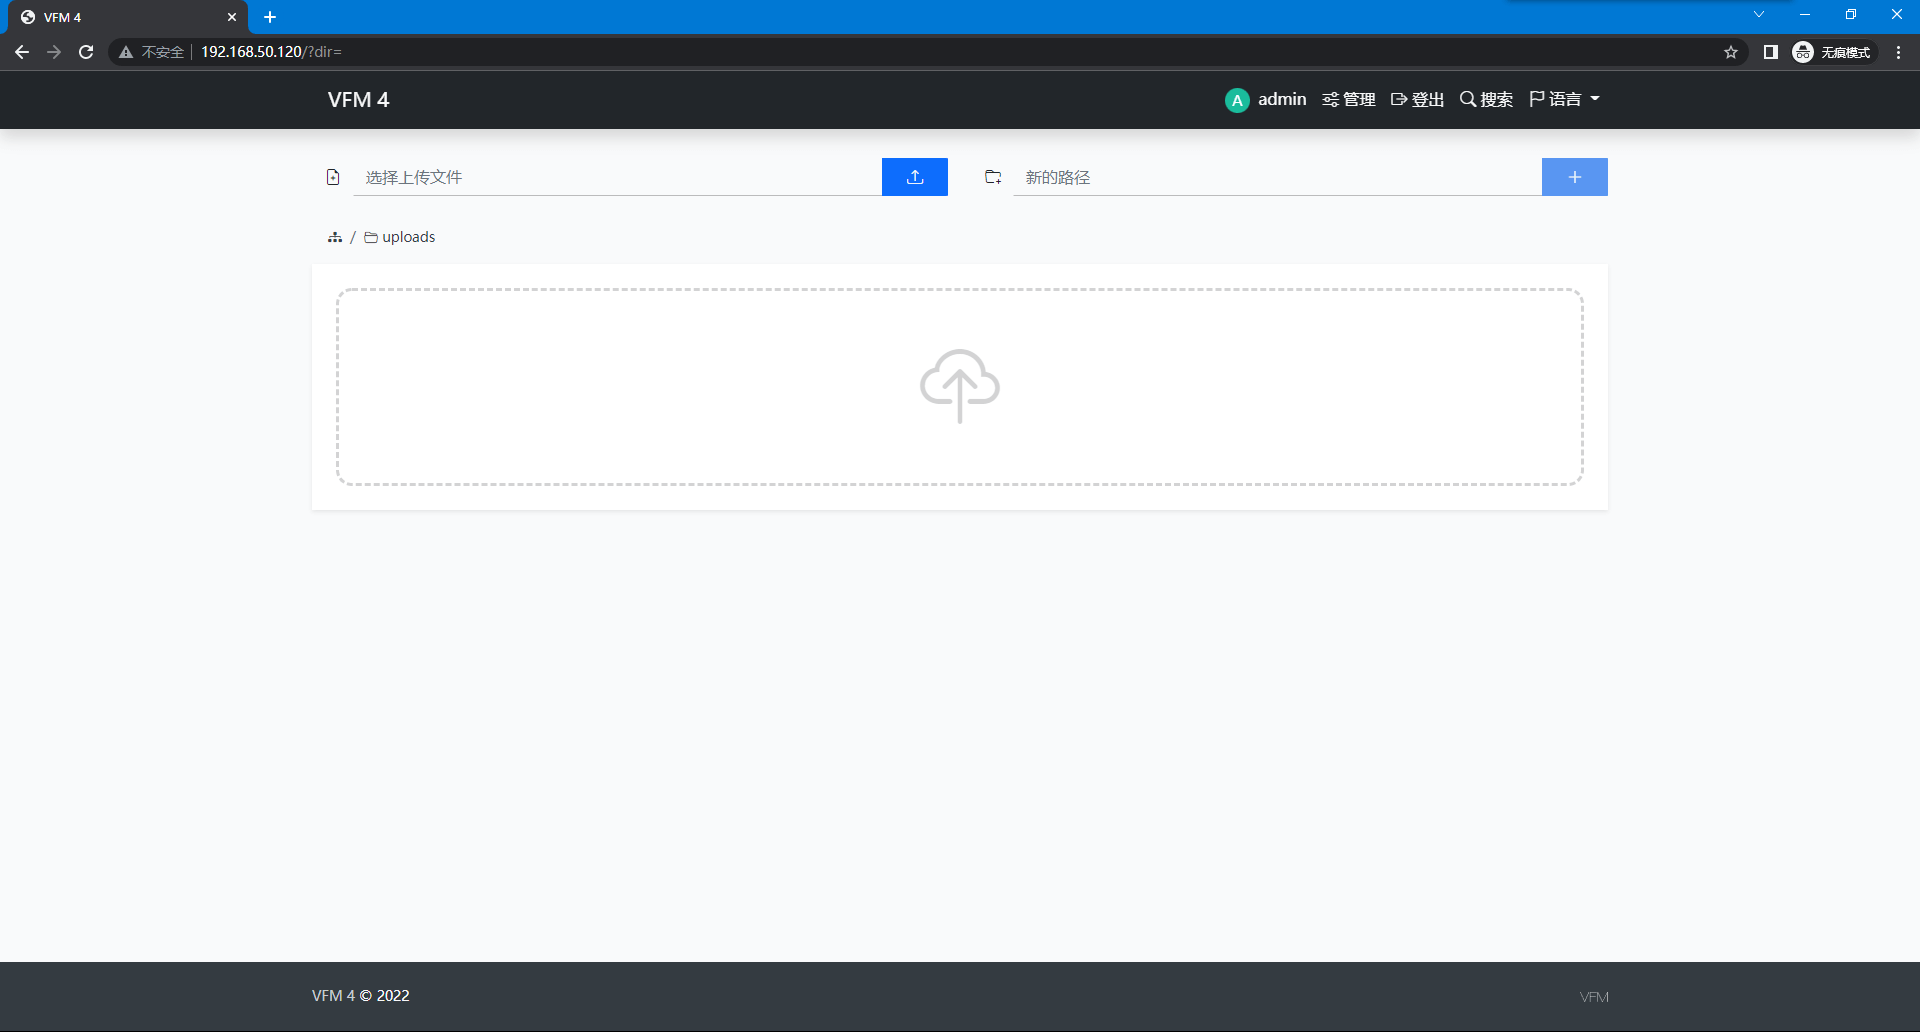 VFM 4
不安全 192.168.50.120/?dir=
无痕模式
VFM 4
A admin 管理 登出 搜索 语言
选择上传文件
新的路径
/ uploads
VFM 4 © 2022
VFM